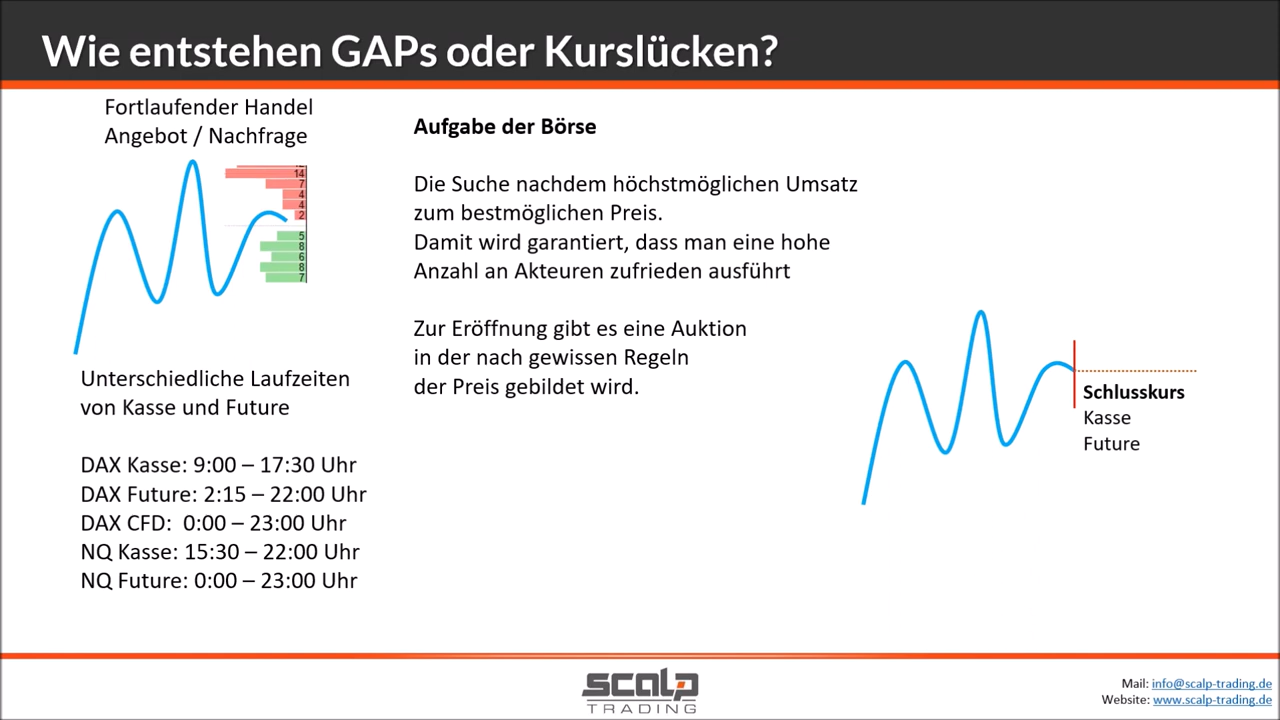 Wie entstehen GAPs oder Kurslücken?
Fortlaufender Handel
Angebot / Nachfrage
14
7
4
4
2
5
8
6
8
7
Unterschiedliche Laufzeiten
von Kasse und Future
DAX Kasse: 9:00 – 17:30 Uhr
DAX Future: 2:15 – 22:00 Uhr
DAX CFD:  0:00 – 23:00 Uhr
NQ Kasse: 15:30 – 22:00 Uhr
NQ Future: 0:00 – 23:00 Uhr
Aufgabe der Börse
Die Suche nachdem höchstmöglichen Umsatz
zum bestmöglichen Preis.
Damit wird garantiert, dass man eine hohe
Anzahl an Akteuren zufrieden ausführt
Zur Eröffnung gibt es eine Auktion
in der nach gewissen Regeln
der Preis gebildet wird.
Schlusskurs
Kasse
Future
scalp
TRADING
Mail: info@scalp-trading.de
Website: www.scalp-trading.de